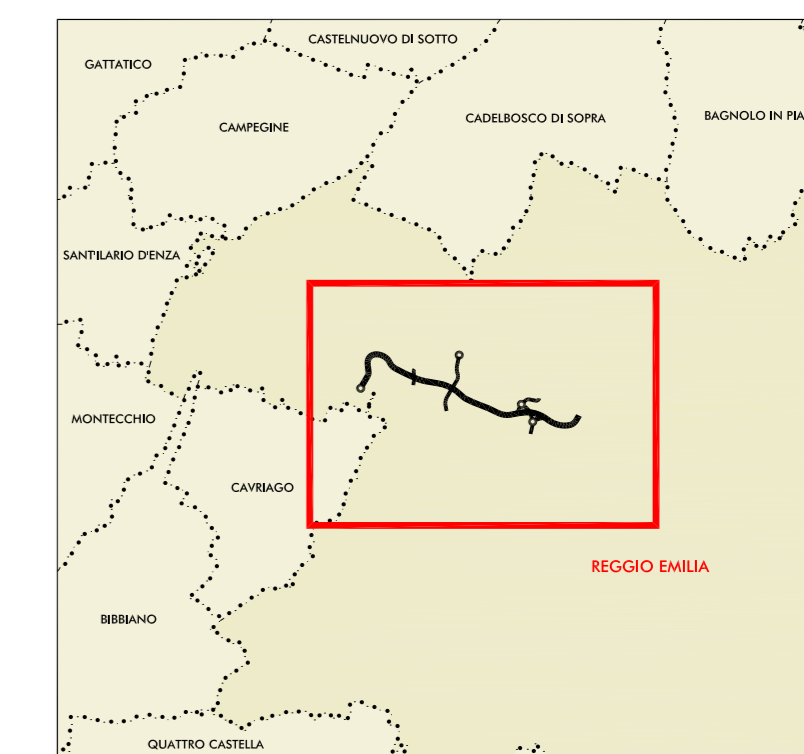 CASTELNUOVO DI SOTTO
GATTATICO
CAMPEGINE
CADELBOSCO DI SOPRA
BAGNOLO IN PIA
SANT'ILARIO D'ENZA
MONTECCHIO
CAVRIAGO
REGGIO EMILIA
BIBBIANO
QUATTRO CASTELLA